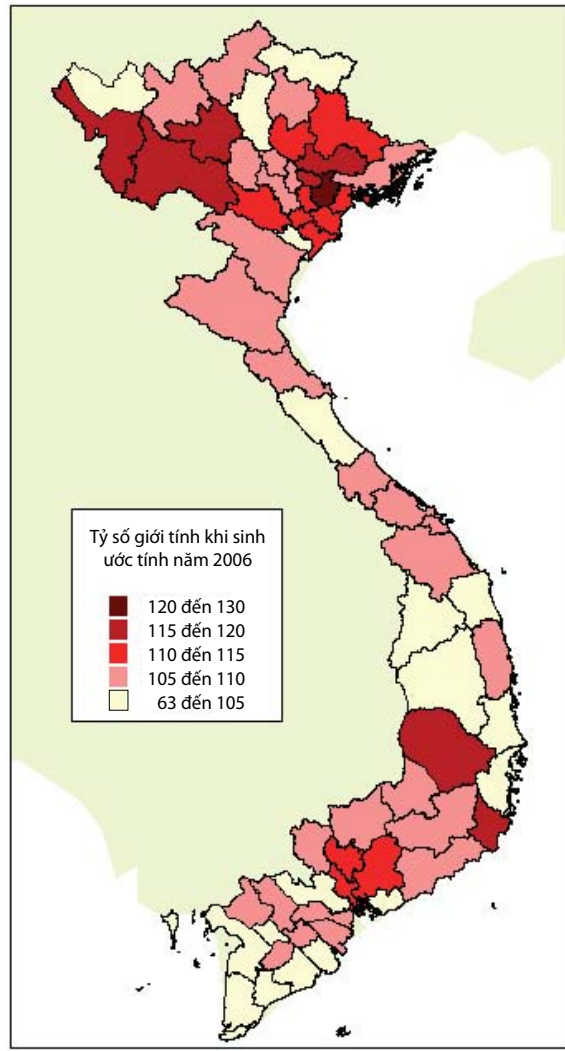 Tỷ số giới tính khi sinh
ước tính năm 2006
120 đến 130
115 đến 120
110 đến 115
105 đến 110
63 đến 105